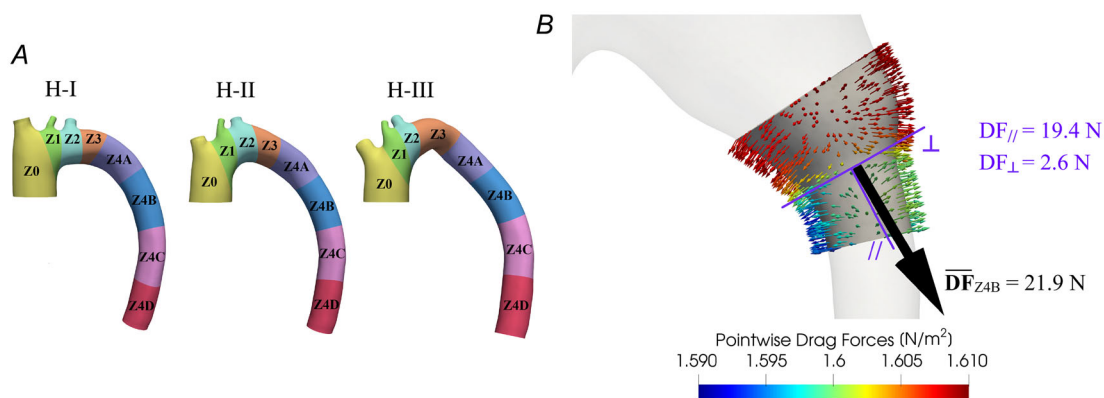 A
H-I
H-II
H-III
Z0
Z1
Z2
Z3
Z4A
Z4B
Z4C
Z4D
Z0
Z1
Z2
Z3
Z4A
Z4B
Z4C
Z4D
Z0
Z1
Z2
Z3
Z4A
Z4B
Z4C
Z4D
B
DF// = 19.4 N
⊥
DF⊥ = 2.6 N
//
DF Z4B = 21.9 N
Pointwise Drag Forces (N/m²)
1.590 1.595 1.6 1.605 1.610